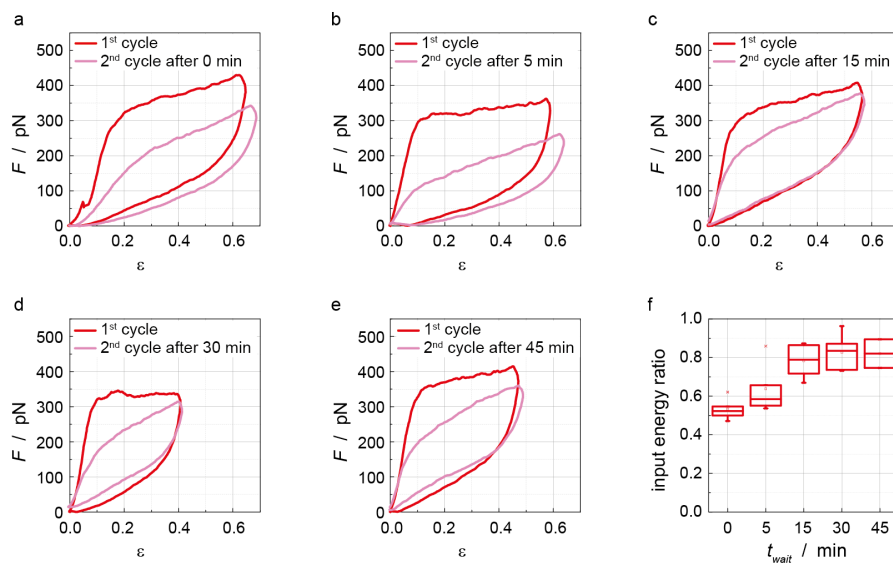 a
500
400
300
200
100
0
F / pN
1st cycle
2nd cycle after 0 min
0.0 0.2 0.4 0.6
ε
b
500
400
300
200
100
0
F / pN
1st cycle
2nd cycle after 5 min
0.0 0.2 0.4 0.6
ε
c
500
400
300
200
100
0
F / pN
1st cycle
2nd cycle after 15 min
0.0 0.2 0.4 0.6
ε
d
500
400
300
200
100
0
F / pN
1st cycle
2nd cycle after 30 min
0.0 0.2 0.4 0.6
ε
e
500
400
300
200
100
0
F / pN
1st cycle
2nd cycle after 45 min
0.0 0.2 0.4 0.6
ε
f
1.0
0.8
0.6
0.4
0.2
0.0
input energy ratio
0 5 15 30 45
twait / min